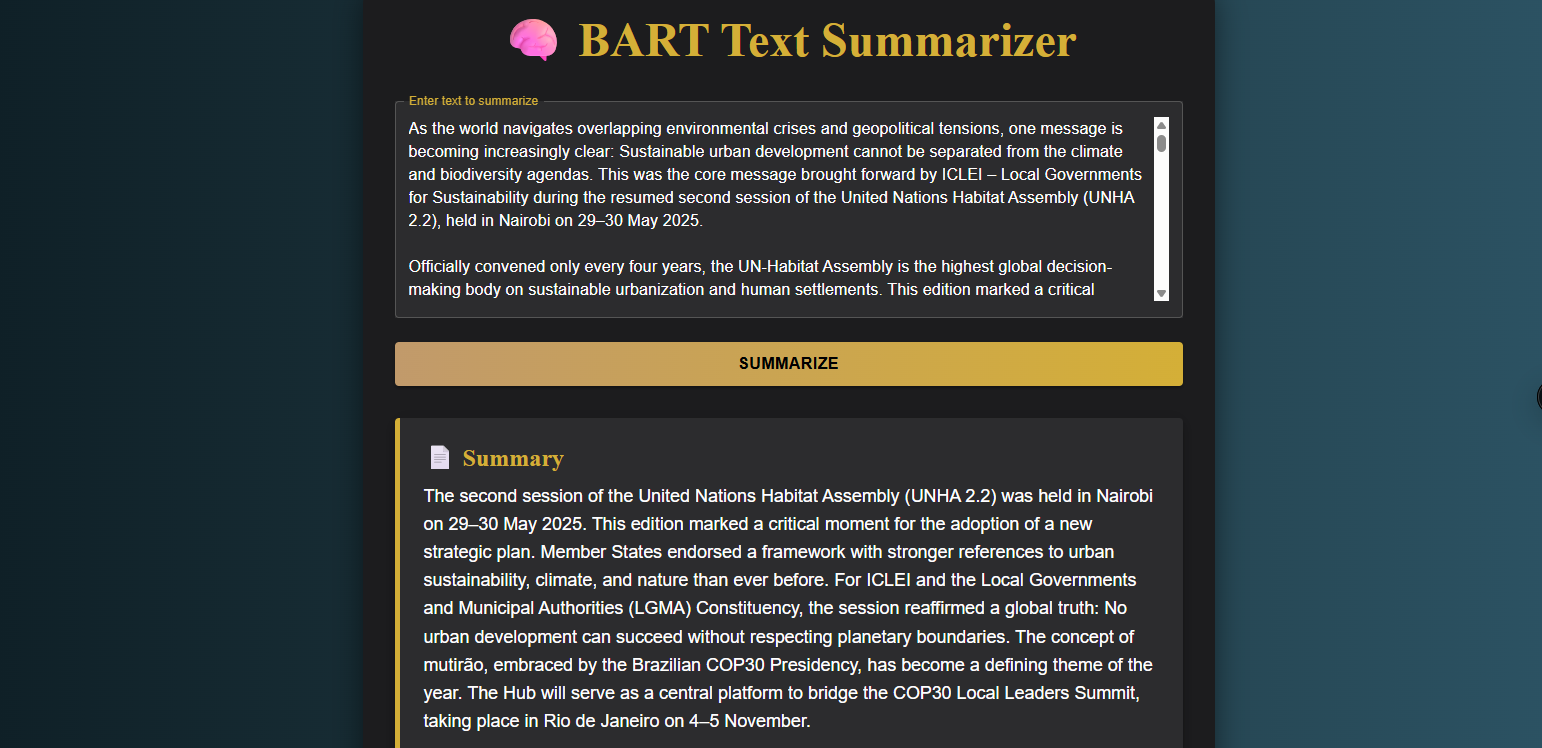 BART Text Summarizer
Enter text to summarize
As the world navigates overlapping environmental crises and geopolitical tensions, one message is
becoming increasingly clear: Sustainable urban development cannot be separated from the climate
and biodiversity agendas. This was the core message brought forward by ICLEI – Local Governments
for Sustainability during the resumed second session of the United Nations Habitat Assembly (UNHA
2.2), held in Nairobi on 29–30 May 2025.
Officially convened only every four years, the UN-Habitat Assembly is the highest global decision-
making body on sustainable urbanization and human settlements. This edition marked a critical
SUMMARIZE
Summary
The second session of the United Nations Habitat Assembly (UNHA 2.2) was held in Nairobi
on 29–30 May 2025. This edition marked a critical moment for the adoption of a new
strategic plan. Member States endorsed a framework with stronger references to urban
sustainability, climate, and nature than ever before. For ICLEI and the Local Governments
and Municipal Authorities (LGMA) Constituency, the session reaffirmed a global truth: No
urban development can succeed without respecting planetary boundaries. The concept of
mutirão, embraced by the Brazilian COP30 Presidency, has become a defining theme of the
year. The Hub will serve as a central platform to bridge the COP30 Local Leaders Summit,
taking place in Rio de Janeiro on 4–5 November.